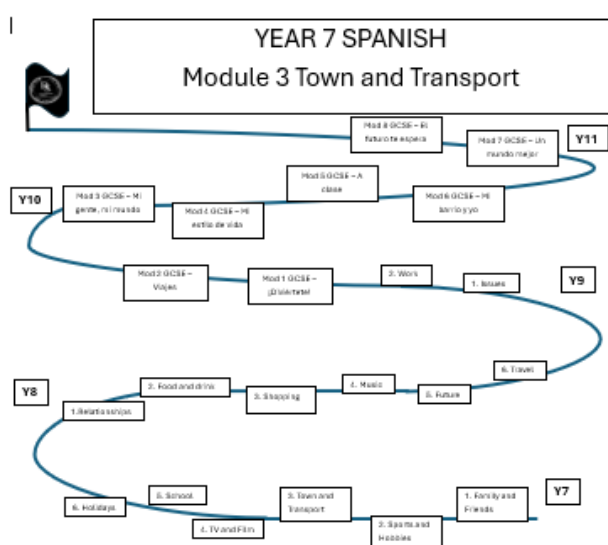 YEAR 7 SPANISH
Module 3 Town and Transport
Mod 8 GCSE – El
futuro te espera
Mod 7 GCSE – Un
mundo mejor
Y11
Mod 5 GCSE – A
clase
Mod 6 GCSE – Mi
barrio y yo
Y10
Mod 3 GCSE – Mi
gente, mi mundo
Mod 4 GCSE – Mi
estilo de vida
Mod 2 GCSE –
Viajes
Mod 1 GCSE –
¡Diviértete!
2. Work
1. Issues
Y9
6. Travel
5. Future
4. Music
3. Shopping
2. Food and drink
1.Relationships
Y8
6. Holidays
5. School
4. TV and Film
3. Town and
Transport
2. Sports and
Hobbies
1. Family and
Friends
Y7